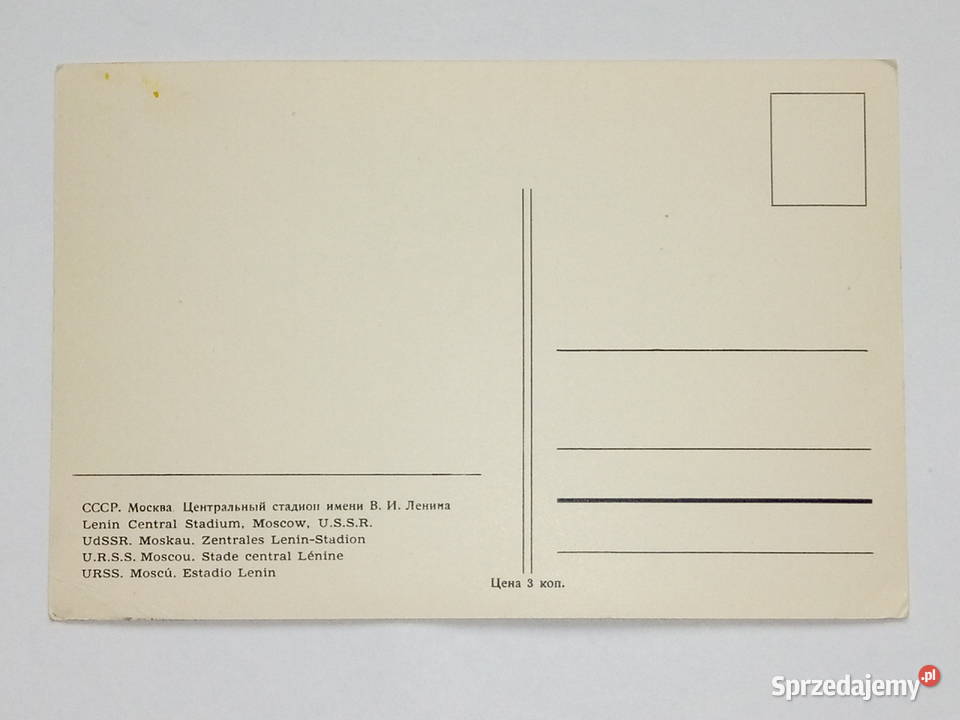 СССР. Москва. Центральный стадион имени В. И. Ленина
Lenin Central Stadium, Moscow, U.S.S.R.
UdSSR. Moskau. Zentrales Lenin-Stadion
U.R.S.S. Moscou. Stade central Lénine
URSS. Moscú. Estadio Lenin
Цена 3 коп.
Sprzedajemy.pl